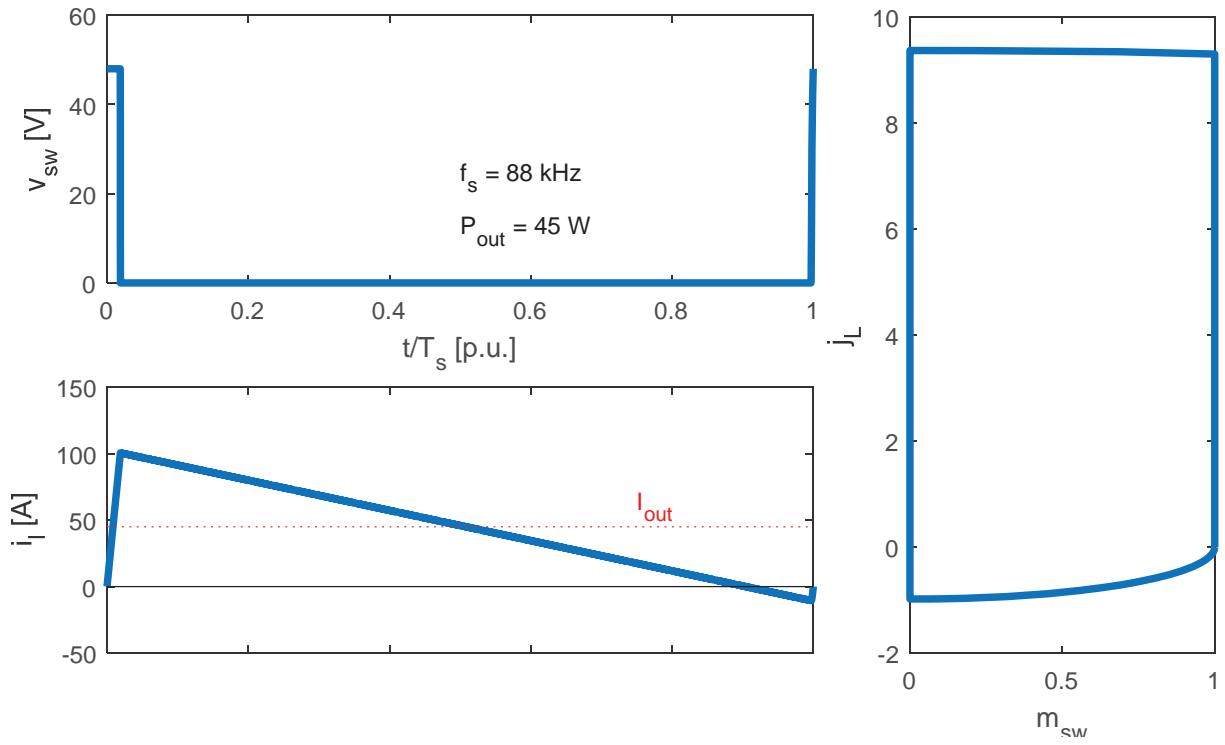 60
40
20
0
v_sw [V]
f_s = 88 kHz
P_out = 45 W
0 0.2 0.4 0.6 0.8 1
t/T_s [p.u.]
150
100
50
0
-50
i_l [A]
I_out
10
8
6
4
2
0
-2
j_L
0 0.5 1
m_sw